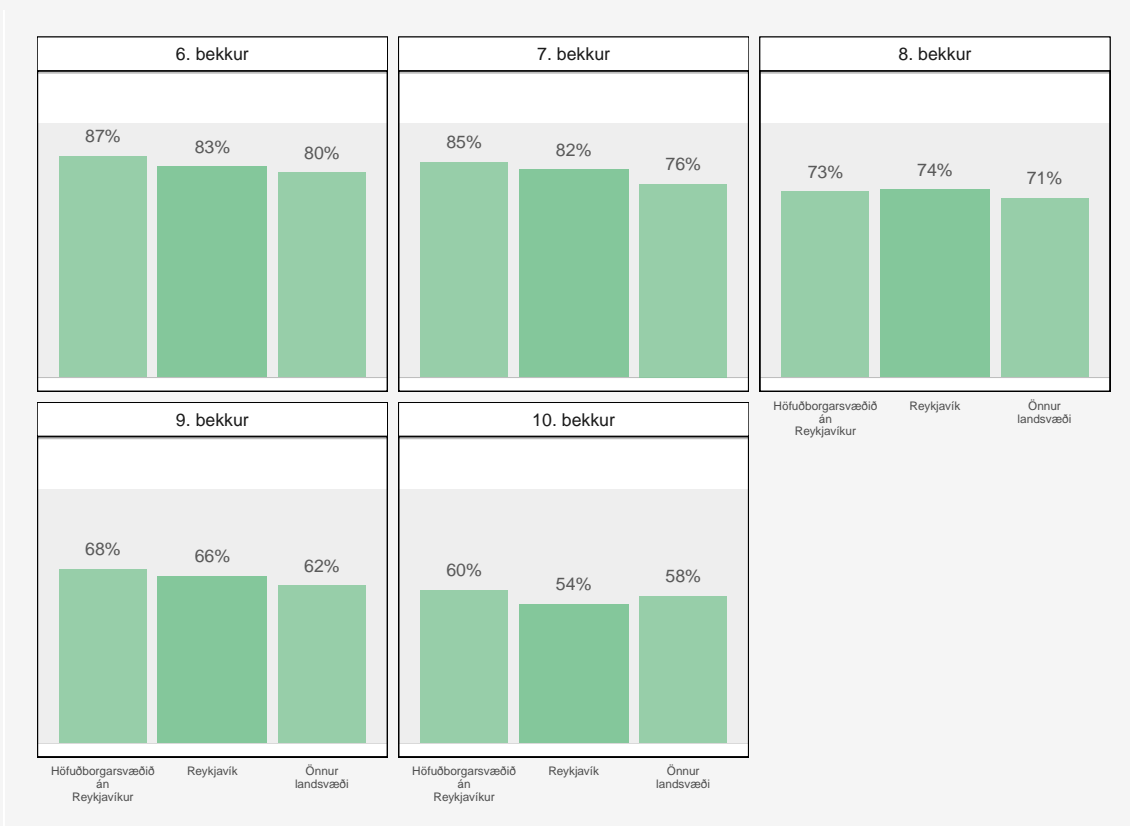 6. bekkur
87%
83%
80%
7. bekkur
85%
82%
76%
8. bekkur
73%
74%
71%
Höfuðborgarsvæðið
án
Reykjavíkur
Reykjavík
Önnur
landsvæði
9. bekkur
68%
66%
62%
Höfuðborgarsvæðið
án
Reykjavíkur
Reykjavík
Önnur
landsvæði
10. bekkur
60%
54%
58%
Höfuðborgarsvæðið
án
Reykjavíkur
Reykjavík
Önnur
landsvæði